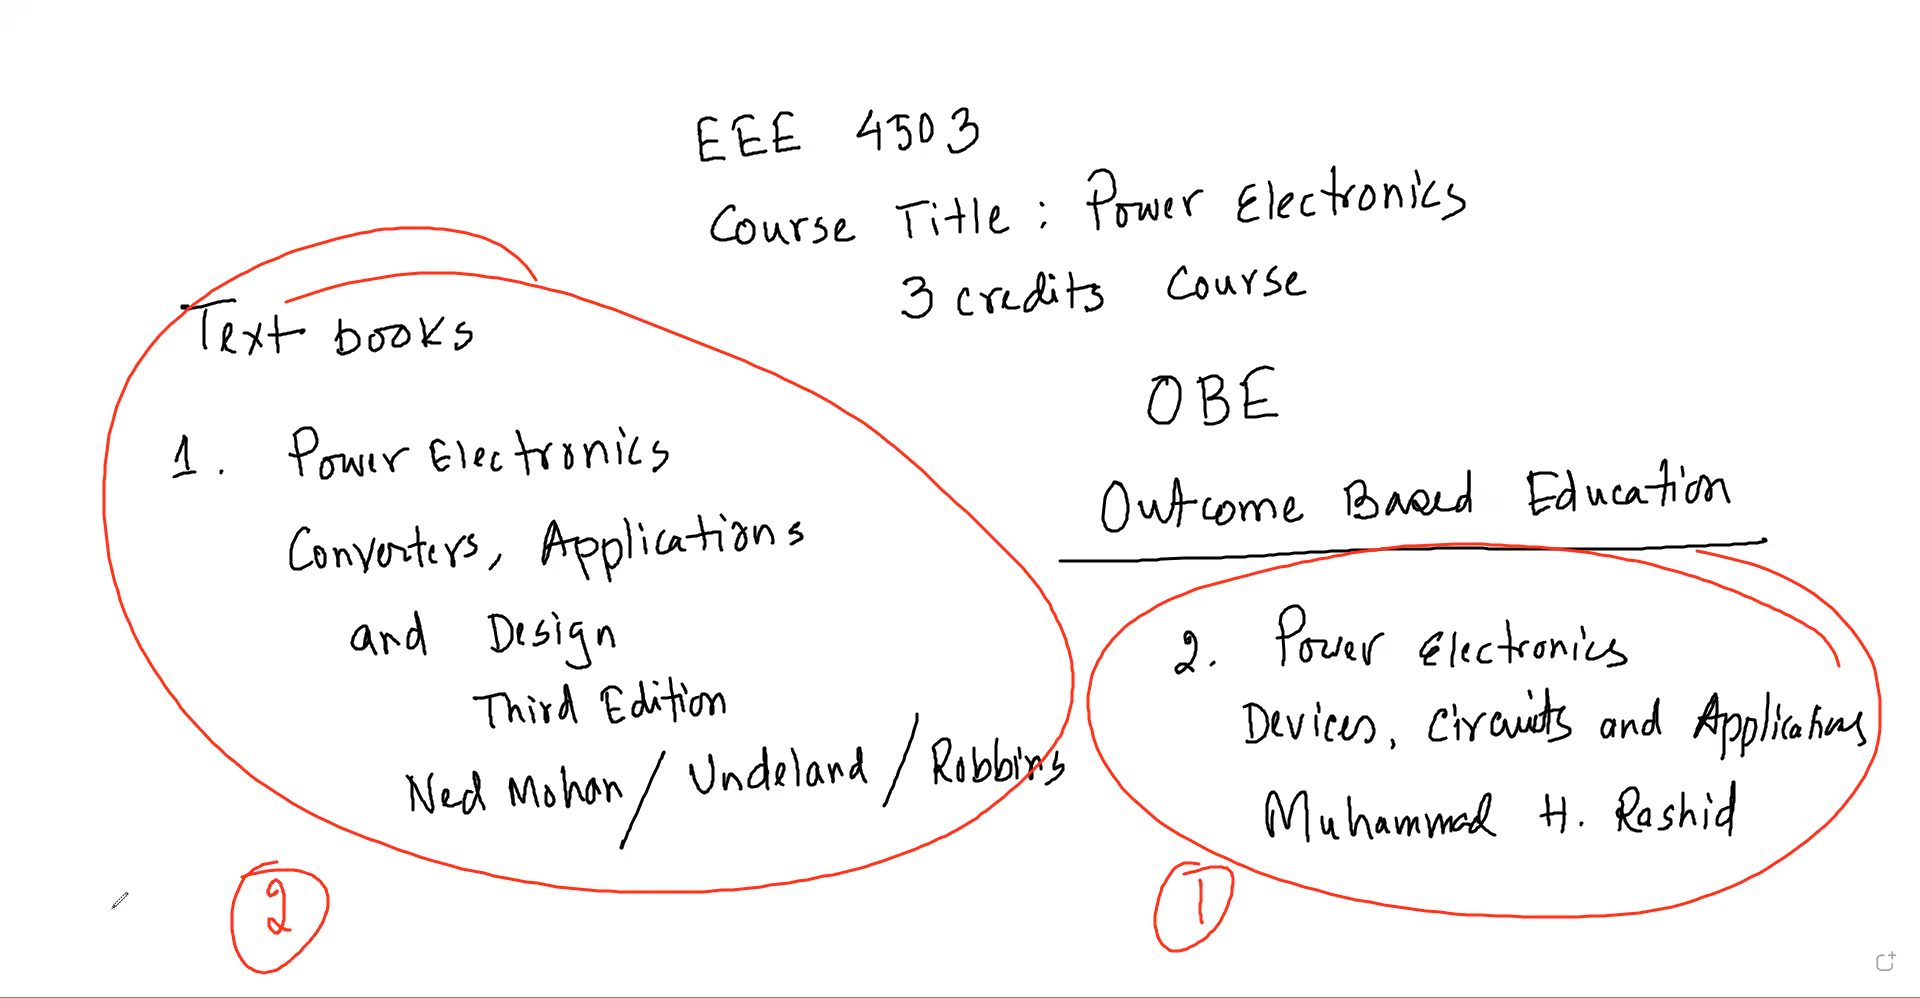 EEE 4503
Course Title : Power Electronics
3 credits Course
Text books
1. Power Electronics
Converters, Applications
and Design
Third Edition
Ned Mohan / Undeland / Robbins
2
OBE
Outcome Based Education
2. Power Electronics
Devices, Circuits and Applications
Muhammad H. Rashid
1